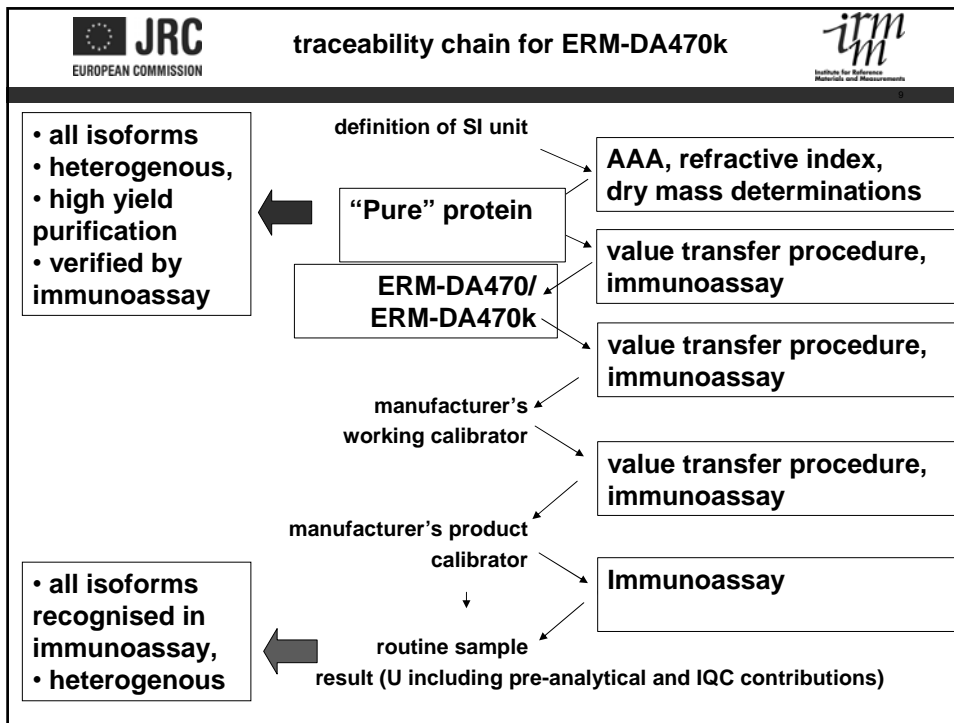 JRC
EUROPEAN COMMISSION
traceability chain for ERM-DA470k
irmm
Institute for Reference
Materials and Measurements
9
• all isoforms
• heterogenous,
• high yield
purification
• verified by
immunoassay
definition of SI unit
AAA, refractive index,
dry mass determinations
“Pure” protein
value transfer procedure,
immunoassay
ERM-DA470/
ERM-DA470k
value transfer procedure,
immunoassay
manufacturer’s
working calibrator
value transfer procedure,
immunoassay
manufacturer’s product
calibrator
Immunoassay
• all isoforms
recognised in
immunoassay,
• heterogenous
routine sample
result (U including pre-analytical and IQC contributions)